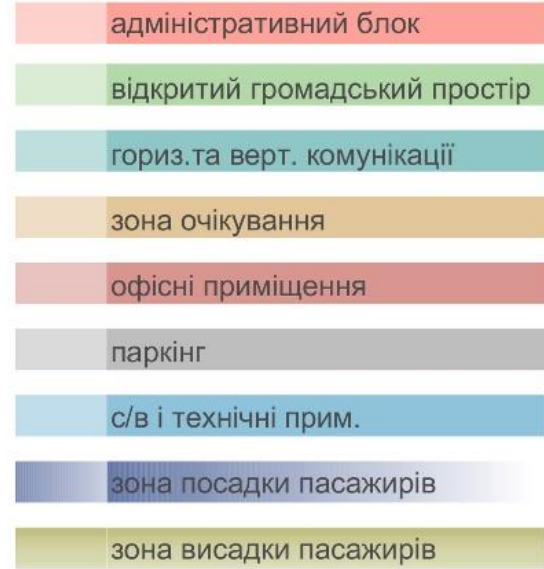 адміністративний блок
відкритий громадський простір
гориз.та верт. комунікації
зона очікування
офісні приміщення
паркінг
с/в і технічні прим.
зона посадки пасажирів
зона висадки пасажирів